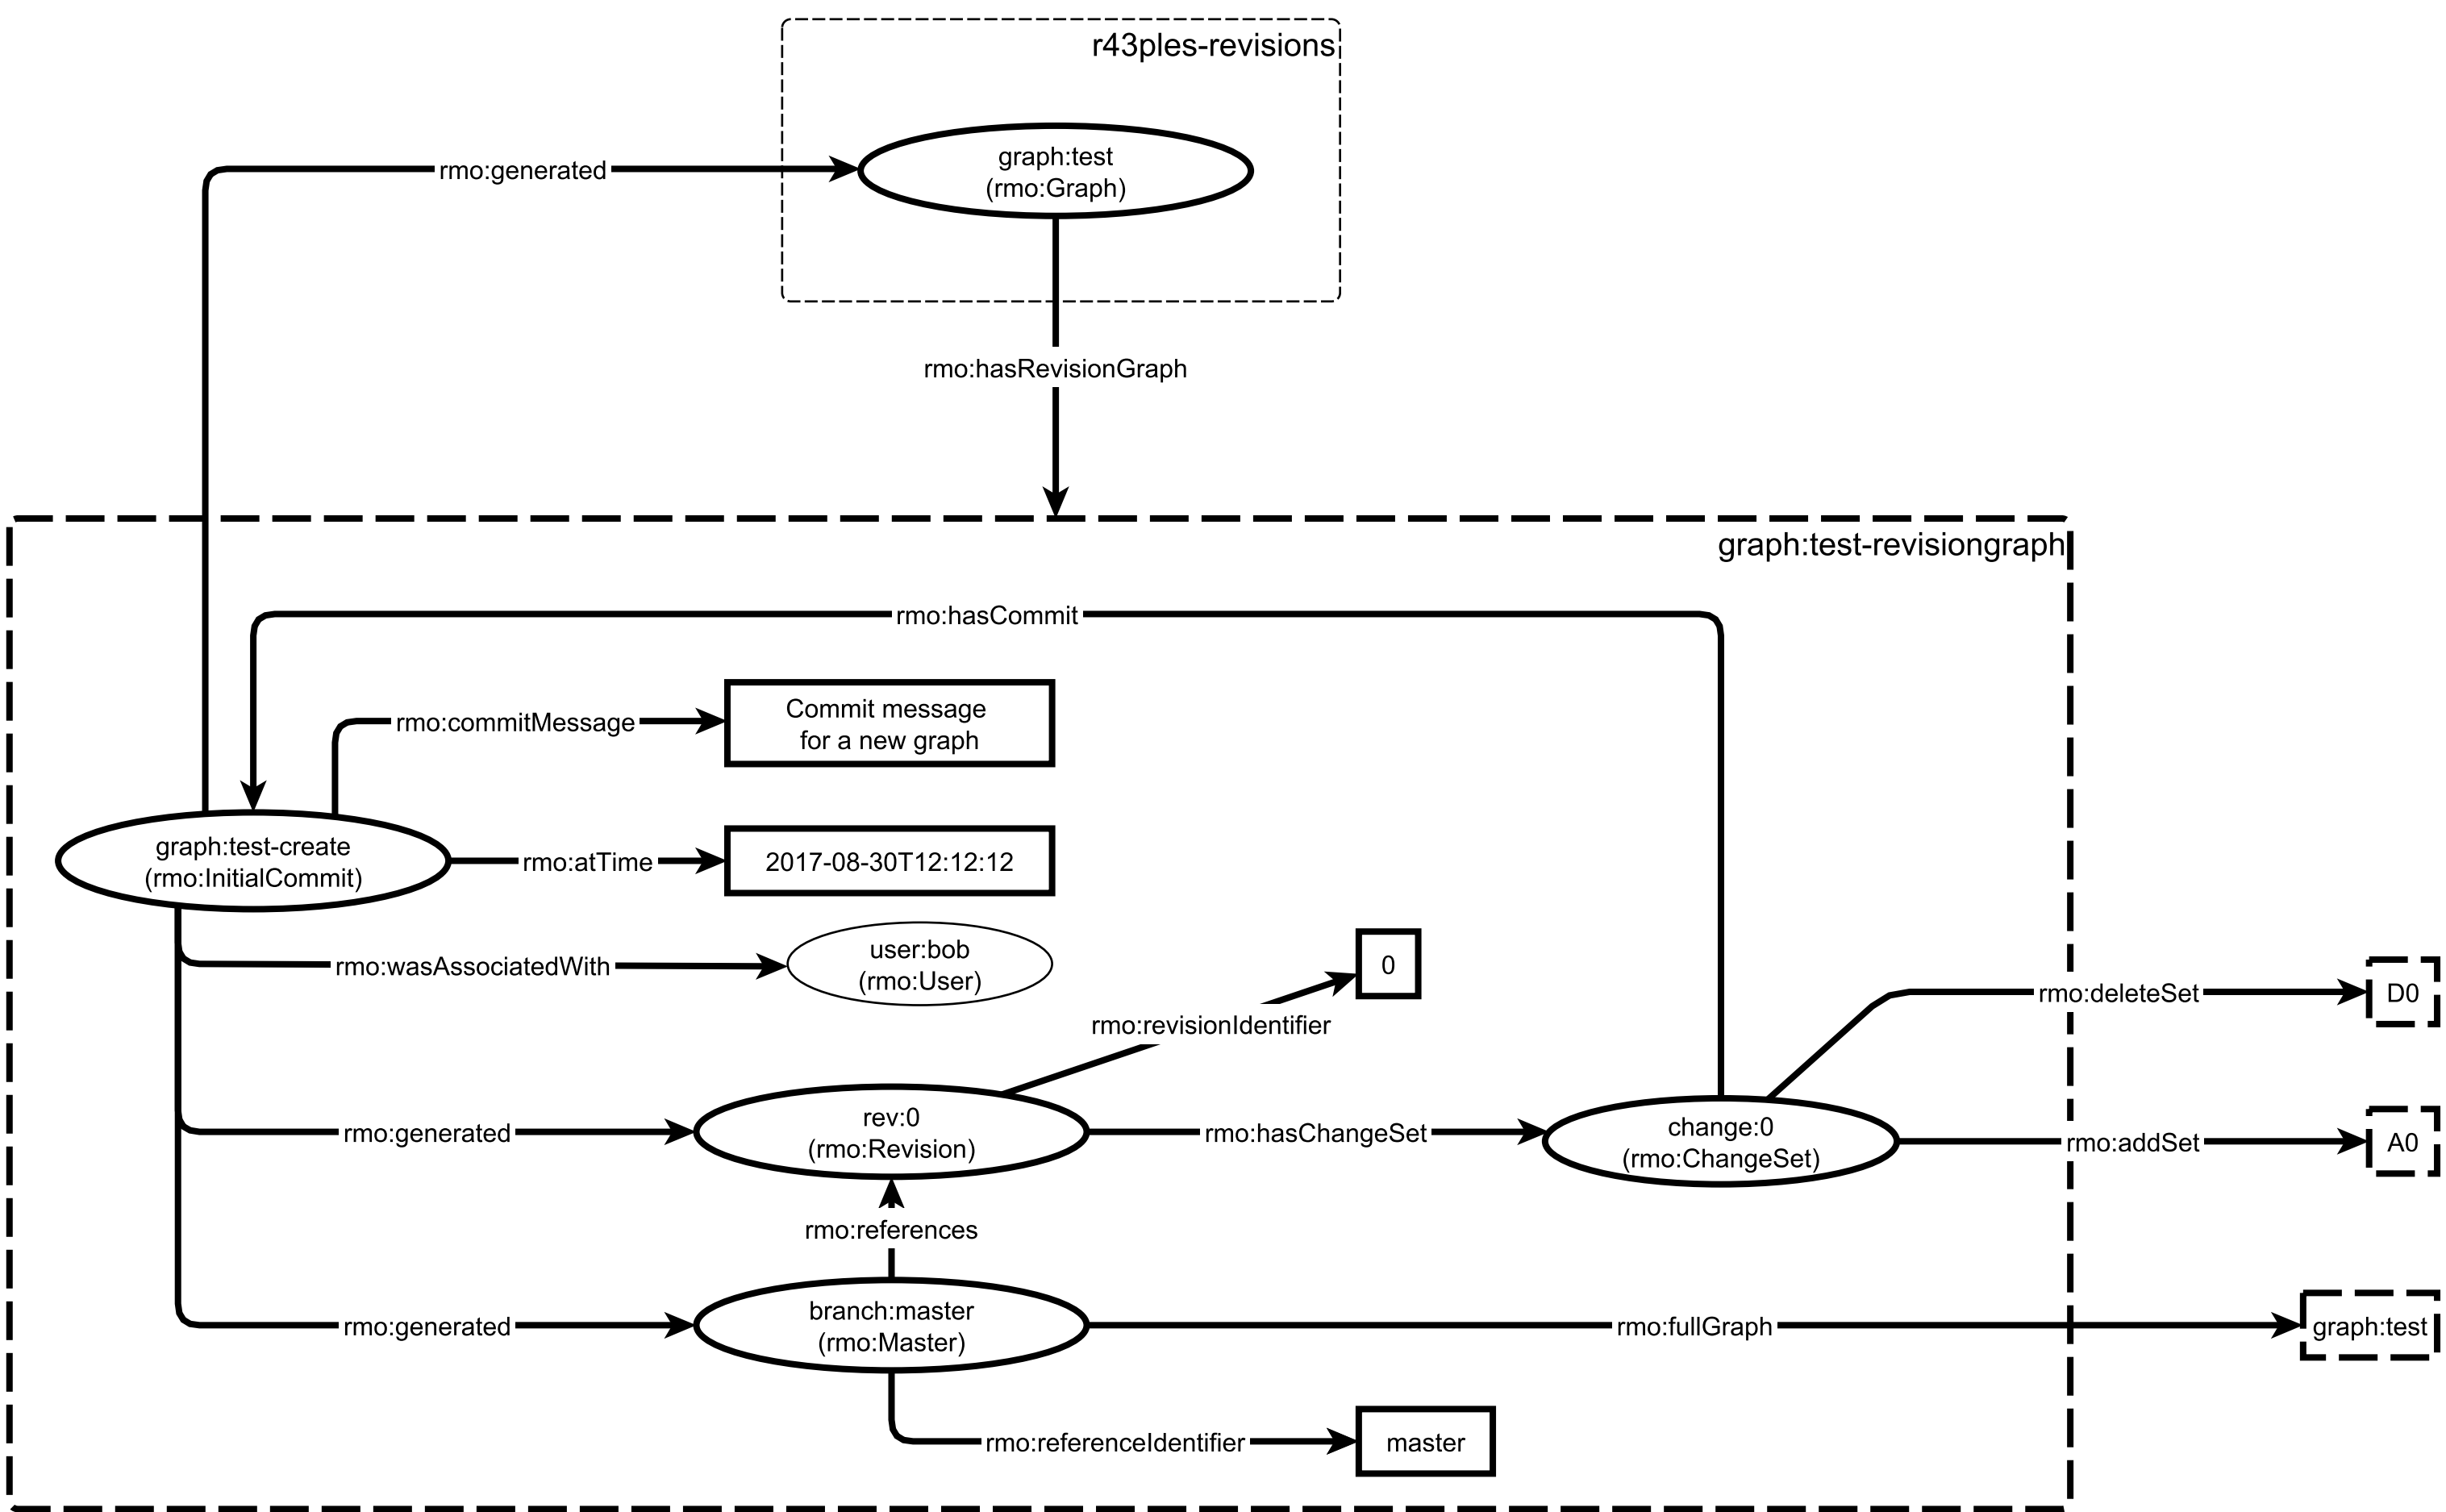 r43ples-revisions
graph:test
(rmo:Graph)
rmo:generated
rmo:hasRevisionGraph
graph:test-revisiongraph
rmo:hasCommit
rmo:commitMessage
Commit message
for a new graph
graph:test-create
(rmo:InitialCommit)
rmo:atTime
2017-08-30T12:12:12
rmo:wasAssociatedWith
user:bob
(rmo:User)
0
rmo:revisionIdentifier
rmo:deleteSet
D0
rmo:generated
rev:0
(rmo:Revision)
rmo:hasChangeSet
change:0
(rmo:ChangeSet)
rmo:addSet
A0
rmo:references
rmo:generated
branch:master
(rmo:Master)
rmo:fullGraph
graph:test
rmo:referenceIdentifier
master